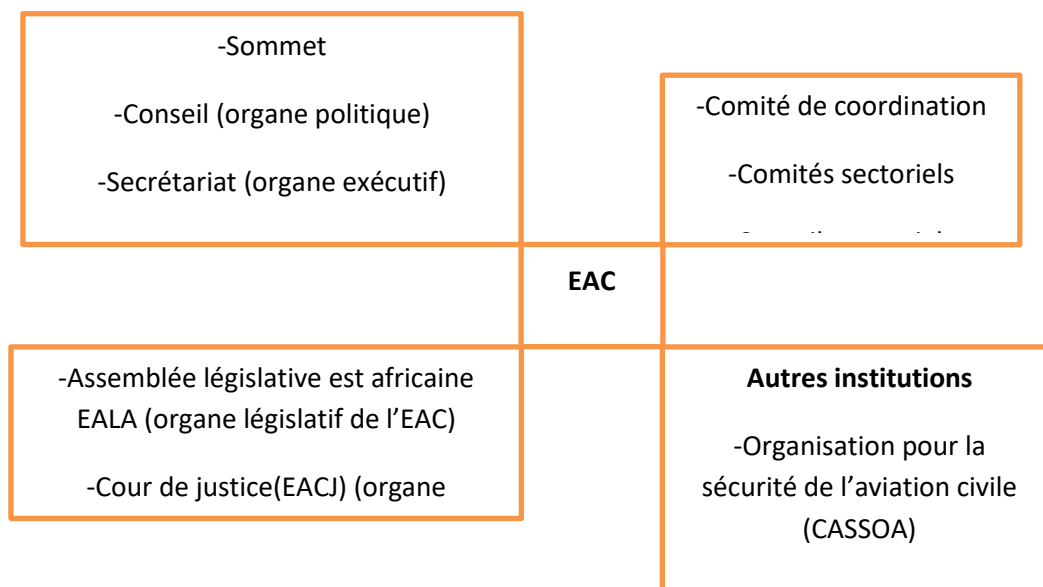 -Sommet
-Conseil (organe politique)
-Secrétariat (organe exécutif)
-Comité de coordination
-Comités sectoriels
EAC
-Assemblée législative est africaine
EALA (organe législatif de l’EAC)
-Cour de justice(EACJ) (organe
Autres institutions
-Organisation pour la
sécurité de l’aviation civile
(CASSOA)